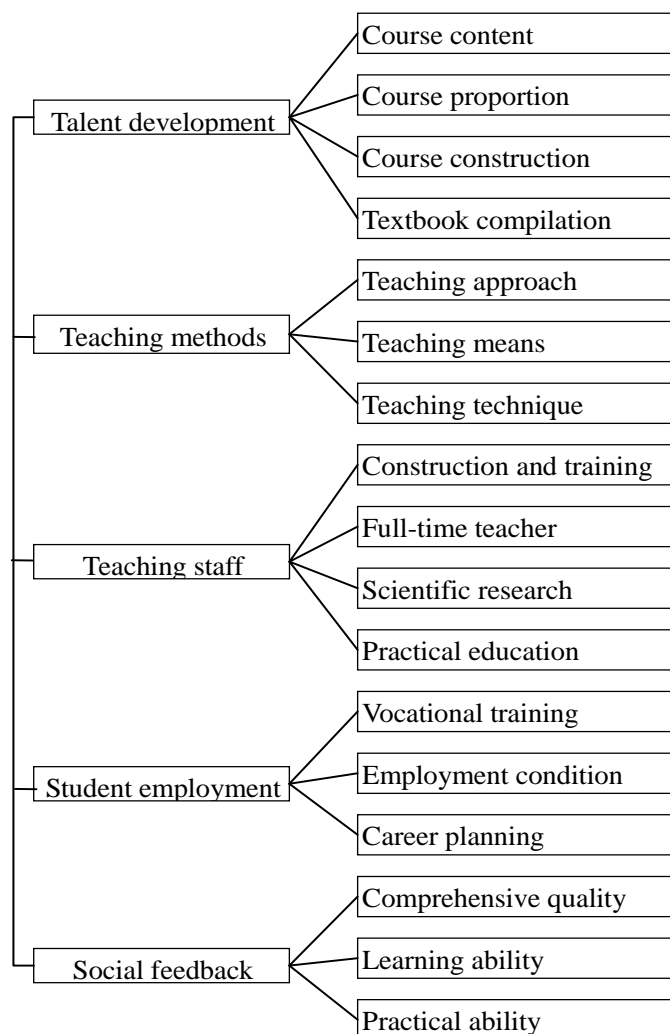 Talent development
Course content
Course proportion
Course construction
Textbook compilation
Teaching methods
Teaching approach
Teaching means
Teaching technique
Teaching staff
Construction and training
Full-time teacher
Scientific research
Practical education
Student employment
Vocational training
Employment condition
Career planning
Social feedback
Comprehensive quality
Learning ability
Practical ability